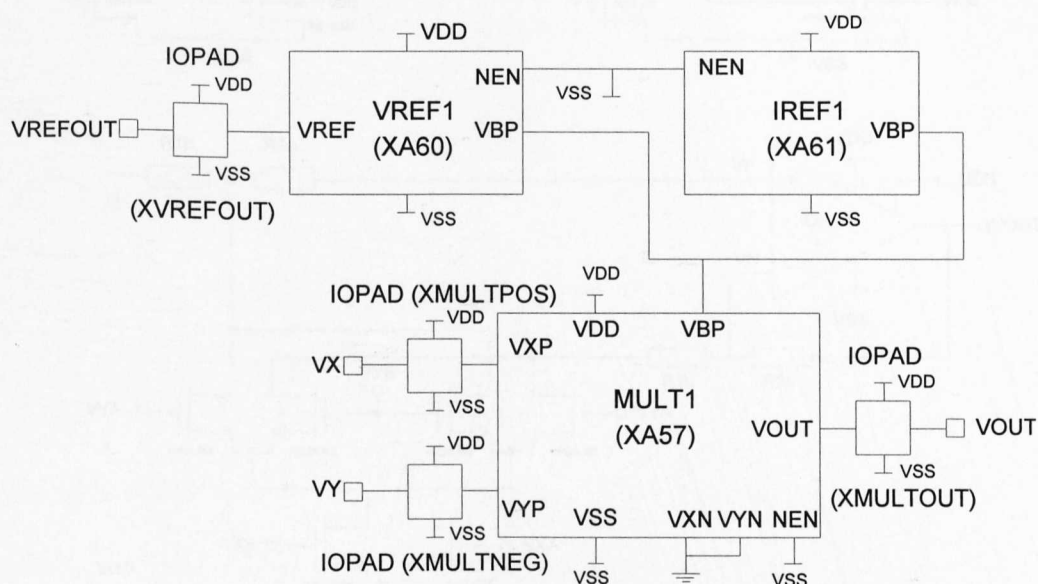 VDD
VDD
IOPAD
VDD
NEN
VSS
NEN
VREFOUT
VREF
VREF1
(XA60)
VBP
IREF1
(XA61)
VBP
VSS
(XVREFOUT)
VSS
VSS
IOPAD (XMULTPOS)
VDD
VDD
VDD
VBP
VX
VXP
IOPAD
VDD
VSS
MULT1
(XA57)
VOUT
VOUT
VDD
VY
VSS
(XMULTOUT)
VYP
VSS
VXN
VYN
NEN
VSS
IOPAD (XMULTNEG)
VSS
VSS